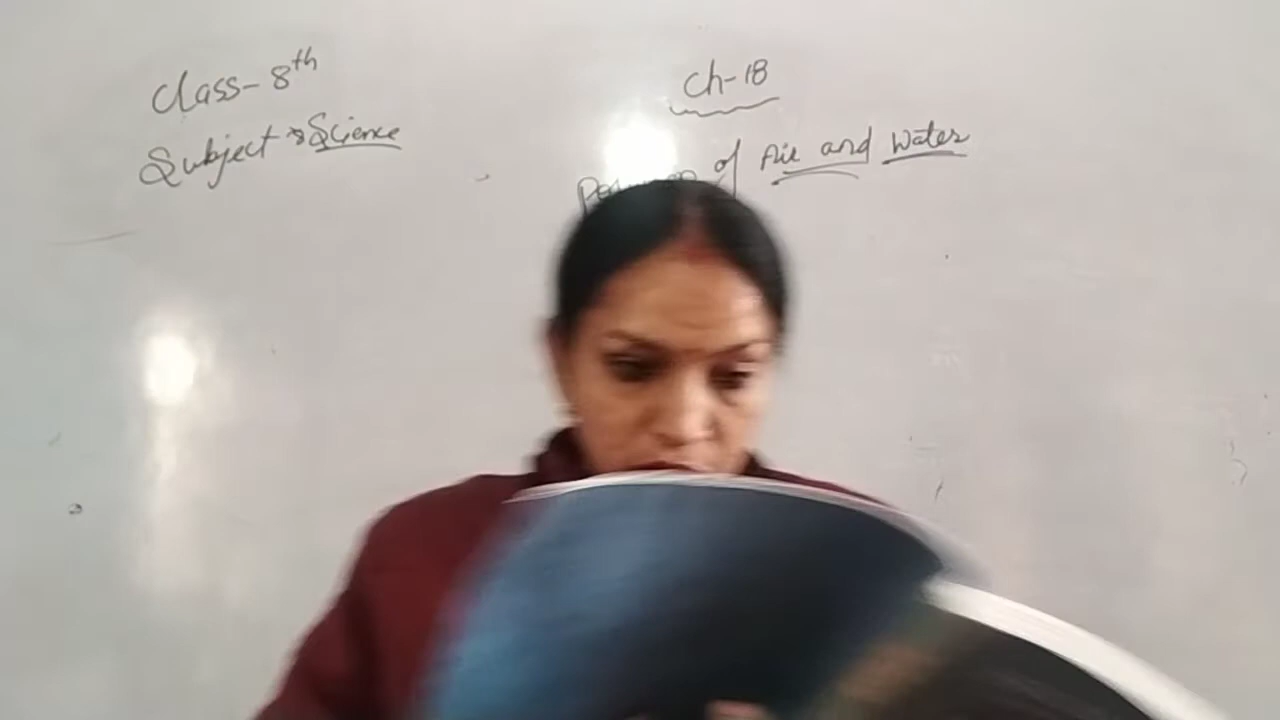 Class- 8th
Subject → Science
Ch-18
of Air and Water